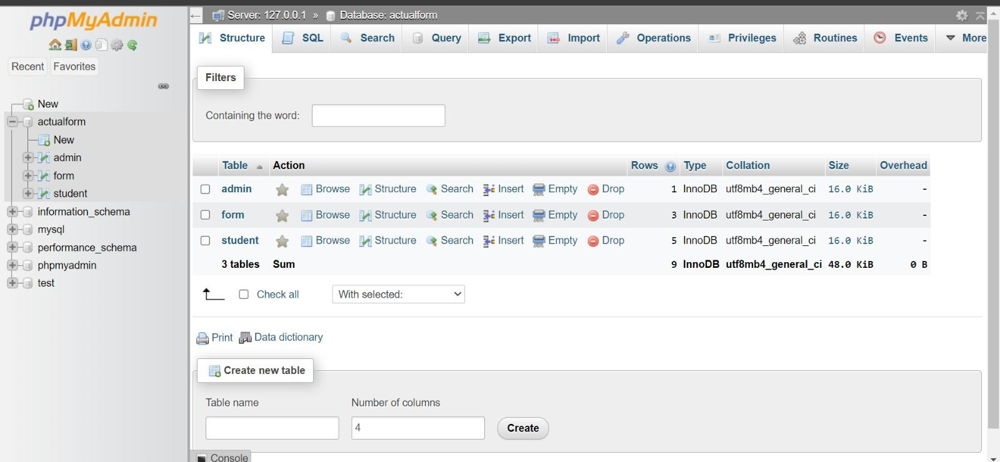 phpMyAdmin
Recent Favorites
New
actualform
New
admin
form
student
information_schema
mysql
performance_schema
phpmyadmin
test
Server: 127.0.0.1 » Database: actualform
Structure SQL Search Query Export Import Operations Privileges Routines Events More
Filters
Containing the word:
Table Action Rows Type Collation Size Overhead
admin Browse Structure Search Insert Empty Drop 1 InnoDB utf8mb4_general_ci 16.0 KiB -
form Browse Structure Search Insert Empty Drop 3 InnoDB utf8mb4_general_ci 16.0 KiB -
student Browse Structure Search Insert Empty Drop 5 InnoDB utf8mb4_general_ci 16.0 KiB -
3 tables Sum 9 InnoDB utf8mb4_general_ci 48.0 KiB 0 B
Check all With selected:
Print Data dictionary
Create new table
Table name Number of columns
4 Create
Console